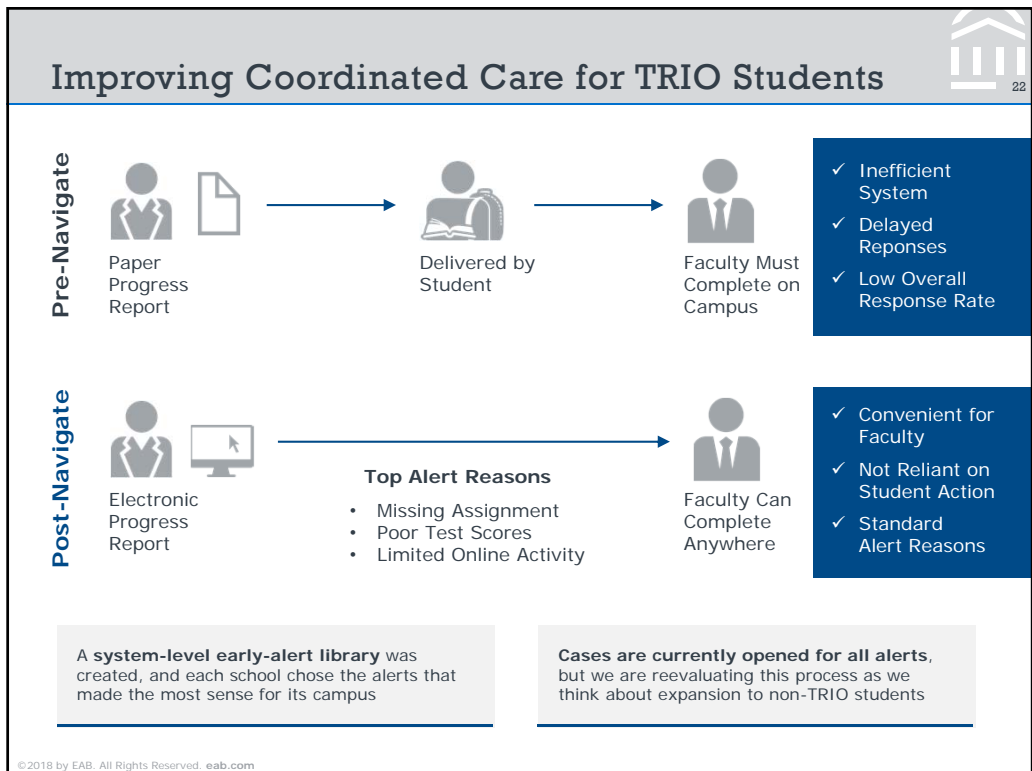 Improving Coordinated Care for TRIO Students
22
Pre-Navigate
Paper
Progress
Report
Delivered by
Student
Faculty Must
Complete on
Campus
✓ Inefficient
System
✓ Delayed
Reponses
✓ Low Overall
Response Rate
Post-Navigate
Electronic
Progress
Report
Top Alert Reasons
• Missing Assignment
• Poor Test Scores
• Limited Online Activity
Faculty Can
Complete
Anywhere
✓ Convenient for
Faculty
✓ Not Reliant on
Student Action
✓ Standard
Alert Reasons
A system-level early-alert library was
created, and each school chose the alerts that
made the most sense for its campus
Cases are currently opened for all alerts,
but we are reevaluating this process as we
think about expansion to non-TRIO students
©2018 by EAB. All Rights Reserved. eab.com